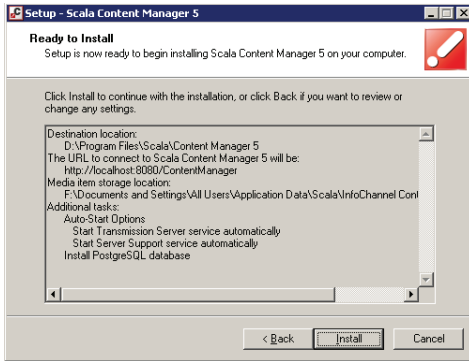 Setup - Scala Content Manager 5
Ready to Install
Setup is now ready to begin installing Scala Content Manager 5 on your computer.
Click Install to continue with the installation, or click Back if you want to review or
change any settings.
Destination location:
D:\Program Files\Scala\Content Manager 5
The URL to connect to Scala Content Manager 5 will be:
http://localhost:8080/ContentManager
Media item storage location:
F:\Documents and Settings\All Users\Application Data\Scala\InfoChannel Cont
Additional tasks:
Auto-Start Options
Start Transmission Server service automatically
Start Server Support service automatically
Install PostgreSQL database
< Back
Install
Cancel